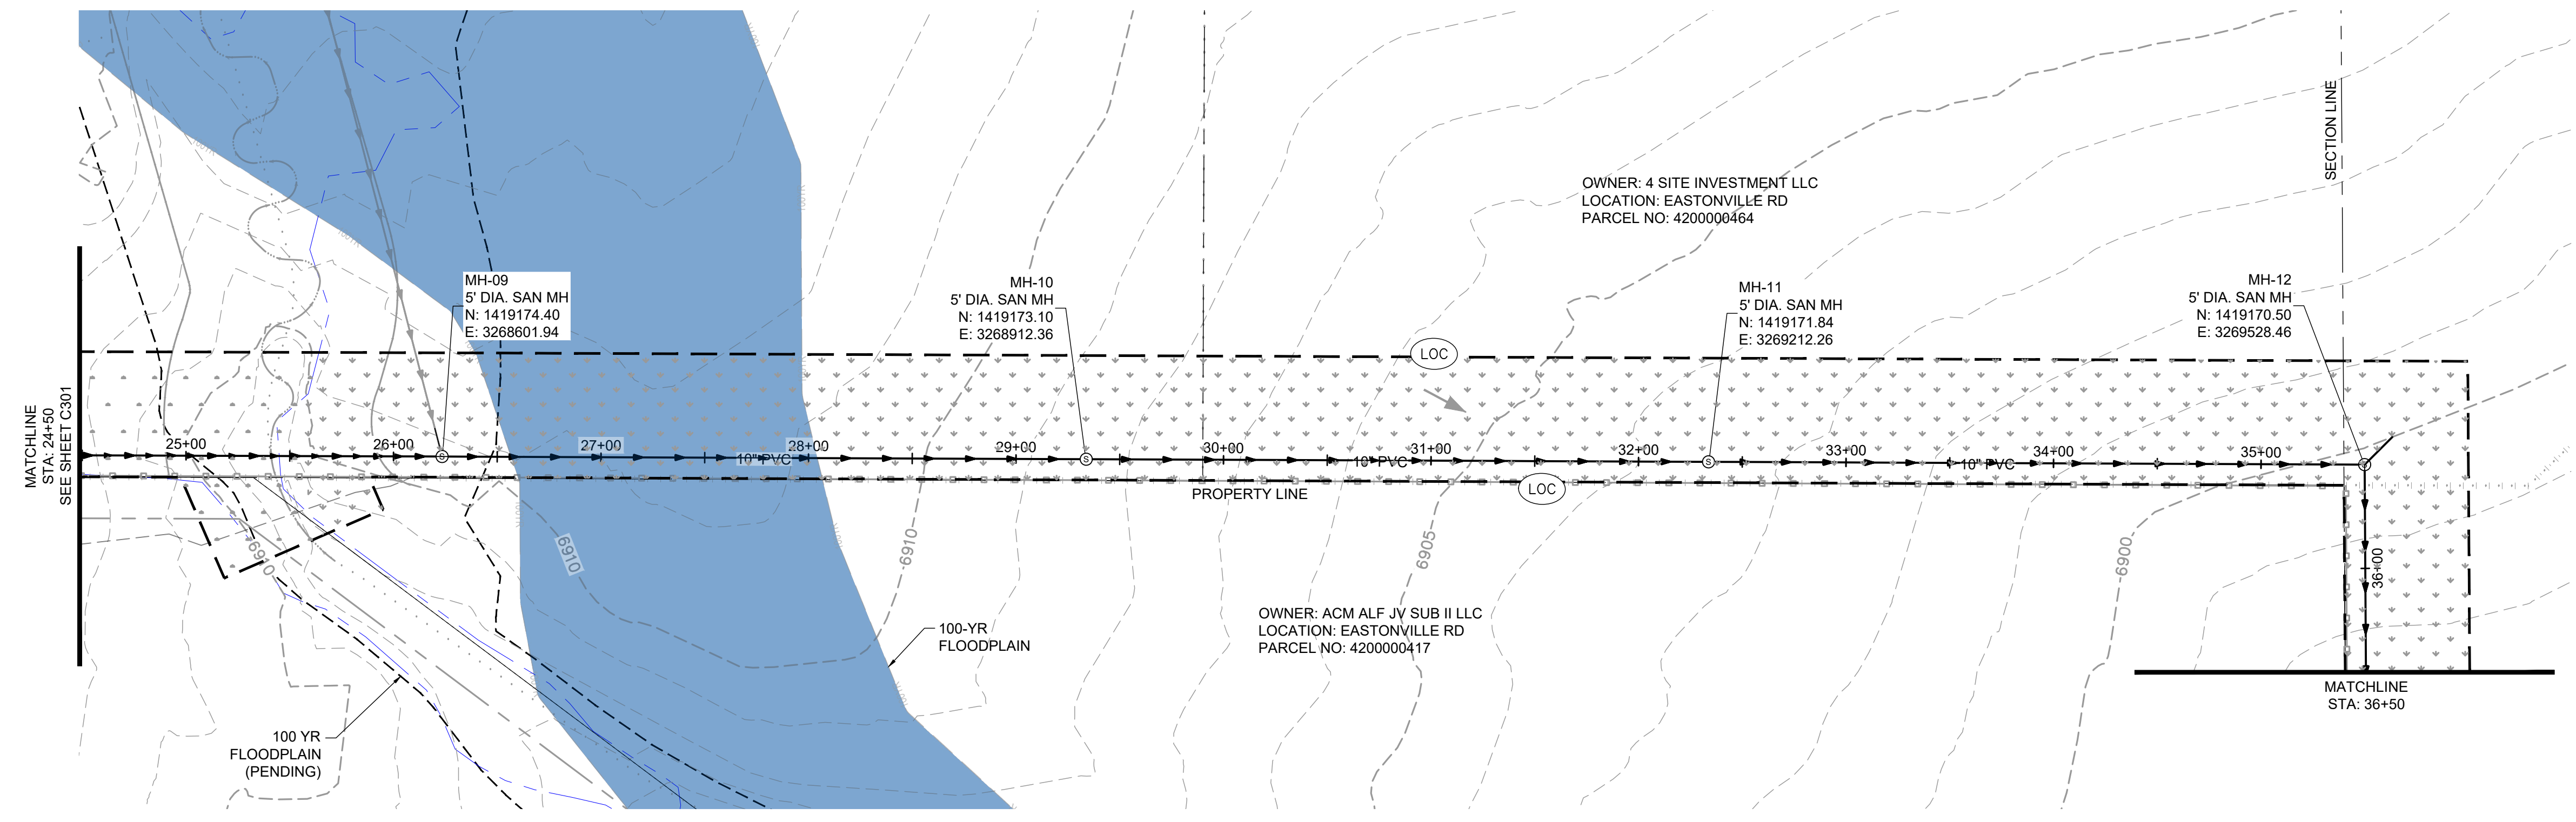 SECTION LINE
OWNER: 4 SITE INVESTMENT LLC
LOCATION: EASTONVILLE RD
PARCEL NO: 4200000464
MH-09
5' DIA. SAN MH
N: 1419174.40
E: 3268601.94
MH-10
5' DIA. SAN MH
N: 1419173.10
E: 3268912.36
MH-11
5' DIA. SAN MH
N: 1419171.84
E: 3269212.26
MH-12
5' DIA. SAN MH
N: 1419170.50
E: 3269528.46
LOC
MATCHLINE
STA: 24+50
SEE SHEET C301
25+00
26+00
27+00
28+00
29+00
30+00
31+00
32+00
33+00
34+00
35+00
S
S
S
10" PVC
10" PVC
10" PVC
LOC
PROPERTY LINE
6910
6910
6910
6905
6900
36+00
OWNER: ACM ALF JV SUB II LLC
LOCATION: EASTONVILLE RD
PARCEL NO: 4200000417
100-YR
FLOODPLAIN
100 YR
FLOODPLAIN
(PENDING)
MATCHLINE
STA: 36+50